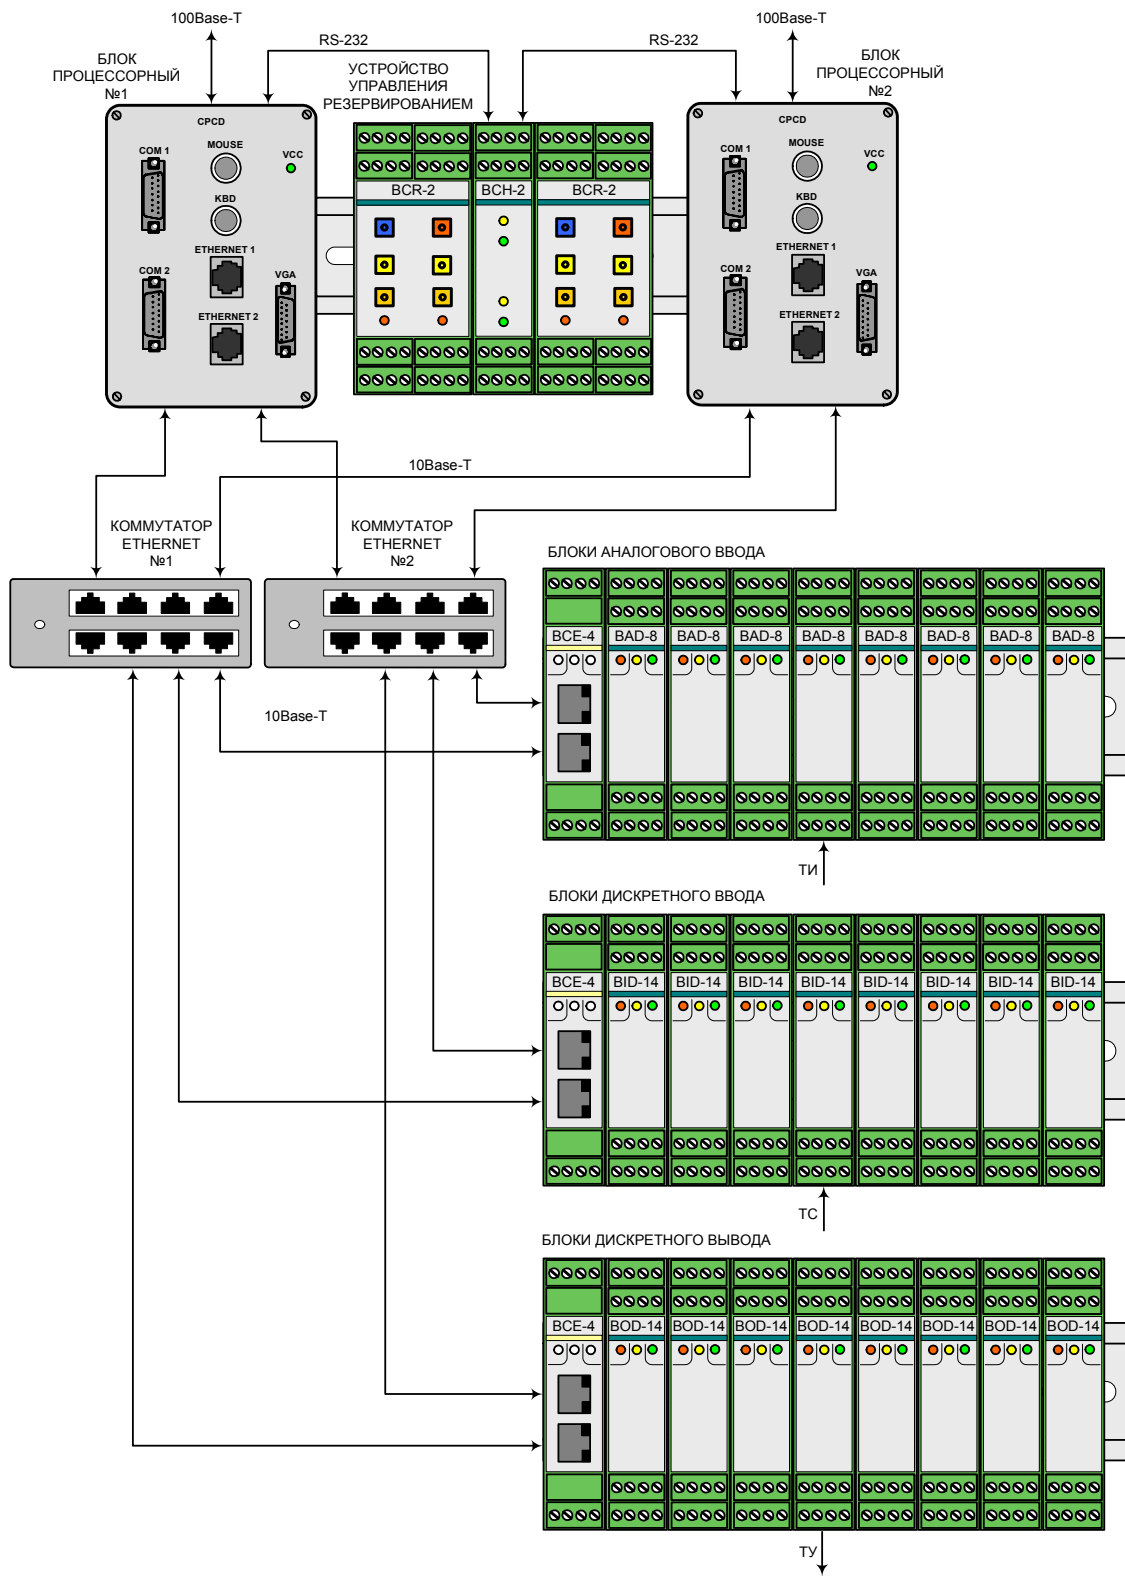 100Base-T
100Base-T
RS-232
RS-232
БЛОК
ПРОЦЕССОРНЫЙ
№1
УСТРОЙСТВО
УПРАВЛЕНИЯ
РЕЗЕРВИРОВАНИЕМ
БЛОК
ПРОЦЕССОРНЫЙ
№2
CPCD
COM 1
MOUSE
VCC
KBD
ETHERNET 1
COM 2
VGA
ETHERNET 2
BCR-2
BCH-2
BCR-2
CPCD
COM 1
MOUSE
VCC
KBD
ETHERNET 1
COM 2
VGA
ETHERNET 2
10Base-T
КОММУТАТОР
ETHERNET
№1
КОММУТАТОР
ETHERNET
№2
БЛОКИ АНАЛОГОВОГО ВВОДА
BCE-4 BAD-8 BAD-8 BAD-8 BAD-8 BAD-8 BAD-8 BAD-8 BAD-8
10Base-T
ТИ
БЛОКИ ДИСКРЕТНОГО ВВОДА
BCE-4 BID-14 BID-14 BID-14 BID-14 BID-14 BID-14 BID-14 BID-14
ТС
БЛОКИ ДИСКРЕТНОГО ВЫВОДА
BCE-4 BOD-14 BOD-14 BOD-14 BOD-14 BOD-14 BOD-14 BOD-14 BOD-14
ТУ